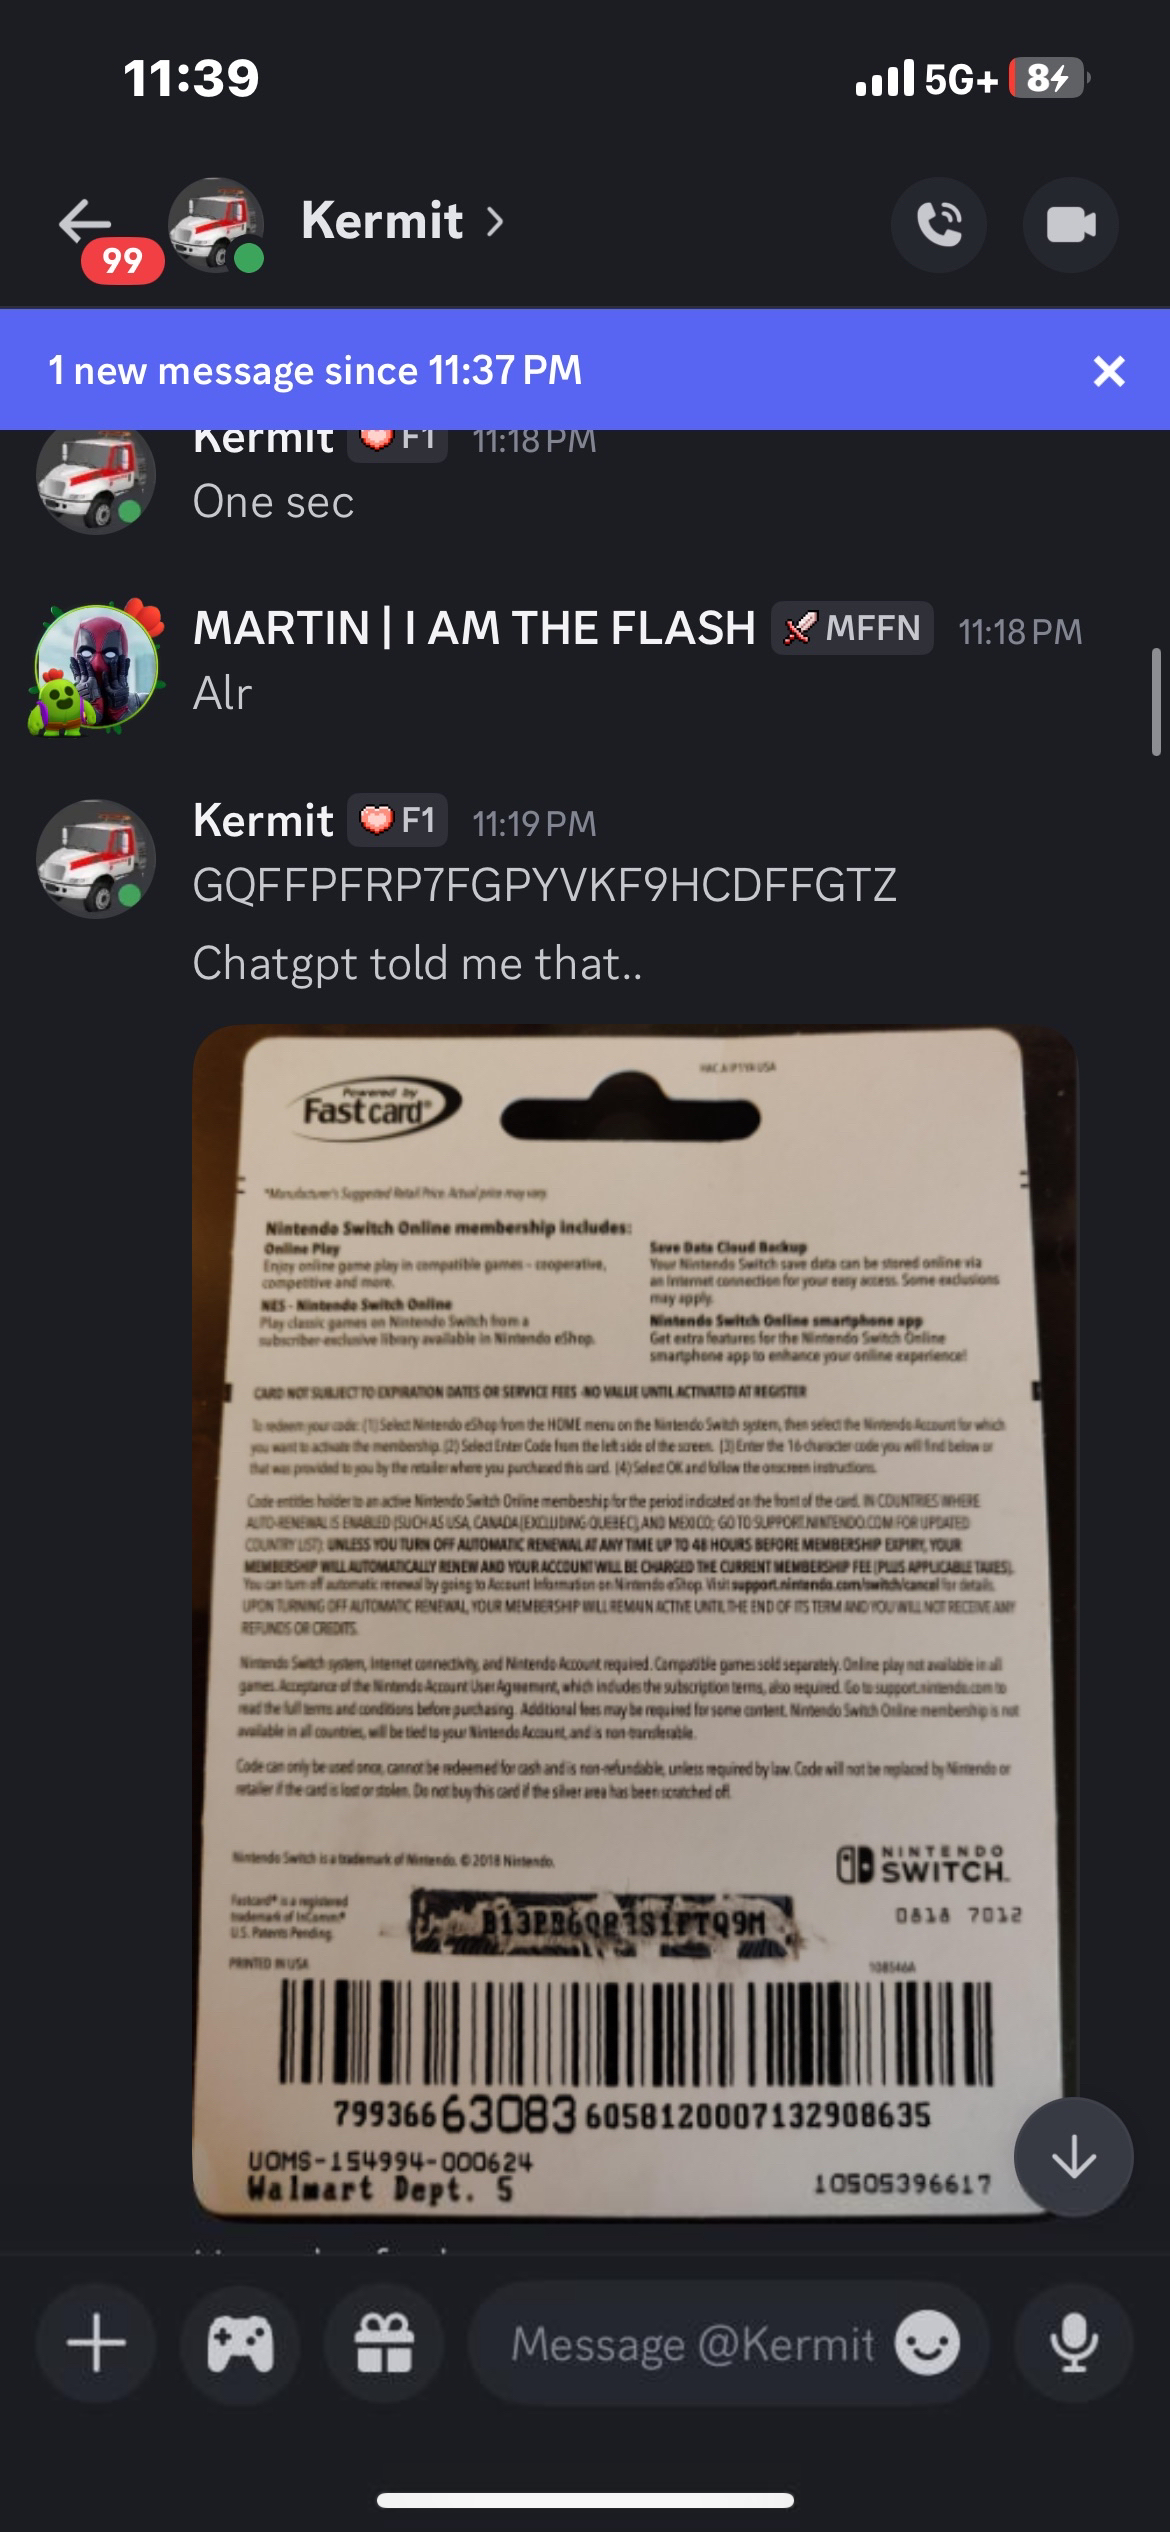 11:39
5G+
8
99
Kermit
1 new message since 11:37 PM
Kermit F1 11:18 PM
One sec
MARTIN | I AM THE FLASH MFFN 11:18 PM
Alr
Kermit F1 11:19 PM
GQFFPFRP7FGPYVKF9HCDFFGTZ
Chatgpt told me that..
Powered by
Fastcard®
*Manufacturer's Suggested Retail Price. Actual price may vary.
Nintendo Switch Online membership includes:
Online Play
Enjoy online game play in compatible games - cooperative,
competitive and more.
NES - Nintendo Switch Online
Play classic games on Nintendo Switch from a
subscriber-exclusive library available in Nintendo eShop.
Save Data Cloud Backup
Your Nintendo Switch save data can be stored online via
an Internet connection for your easy access. Some exclusions
may apply.
Nintendo Switch Online smartphone app
Get extra features for the Nintendo Switch Online
smartphone app to enhance your online experience!
CARD NOT SUBJECT TO EXPIRATION DATES OR SERVICE FEES -NO VALUE UNTIL ACTIVATED AT REGISTER
To redeem your code: (1) Select Nintendo eShop from the HOME menu on the Nintendo Switch system, then select the Nintendo Account for which
you want to activate the membership. (2) Select Enter Code from the left side of the screen. (3) Enter the 16-character code you will find below or
that was provided to you by the retailer where you purchased this card. (4) Select OK and follow the onscreen instructions.
Code entitles holder to an active Nintendo Switch Online membership for the period indicated on the front of the card. IN COUNTRIES WHERE
AUTO-RENEWAL IS ENABLED (SUCH AS USA, CANADA [EXCLUDING QUEBEC], AND MEXICO; GO TO SUPPORT.NINTENDO.COM FOR UPDATED
COUNTRY LIST): UNLESS YOU TURN OFF AUTOMATIC RENEWAL AT ANY TIME UP TO 48 HOURS BEFORE MEMBERSHIP EXPIRY, YOUR
MEMBERSHIP WILL AUTOMATICALLY RENEW AND YOUR ACCOUNT WILL BE CHARGED THE CURRENT MEMBERSHIP FEE (PLUS APPLICABLE TAXES).
You can turn off automatic renewal by going to Account Information on Nintendo eShop. Visit support.nintendo.com/switch/cancel for details.
UPON TURNING OFF AUTOMATIC RENEWAL, YOUR MEMBERSHIP WILL REMAIN ACTIVE UNTIL THE END OF ITS TERM AND YOU WILL NOT RECEIVE ANY
REFUNDS OR CREDITS.
Nintendo Switch system, Internet connectivity, and Nintendo Account required. Compatible games sold separately. Online play not available in all
games. Acceptance of the Nintendo Account User Agreement, which includes the subscription terms, also required. Go to support.nintendo.com to
read the full terms and conditions before purchasing. Additional fees may be required for some content. Nintendo Switch Online membership is not
available in all countries, will be tied to your Nintendo Account, and is non-transferable.
Code can only be used once, cannot be redeemed for cash and is non-refundable, unless required by law. Code will not be replaced by Nintendo or
retailer if the card is lost or stolen. Do not buy this card if the silver area has been scratched off.
Nintendo Switch is a trademark of Nintendo. © 2018 Nintendo.
NINTENDO
SWITCH.
Fastcard® is a registered
trademark of InComm®
U.S. Patents Pending.
0818 7012
PRINTED IN USA
108546A
799366 63083 6058120007132908635
UOMS-154994-000624
Walmart Dept. 5
10505396617
Message @Kermit